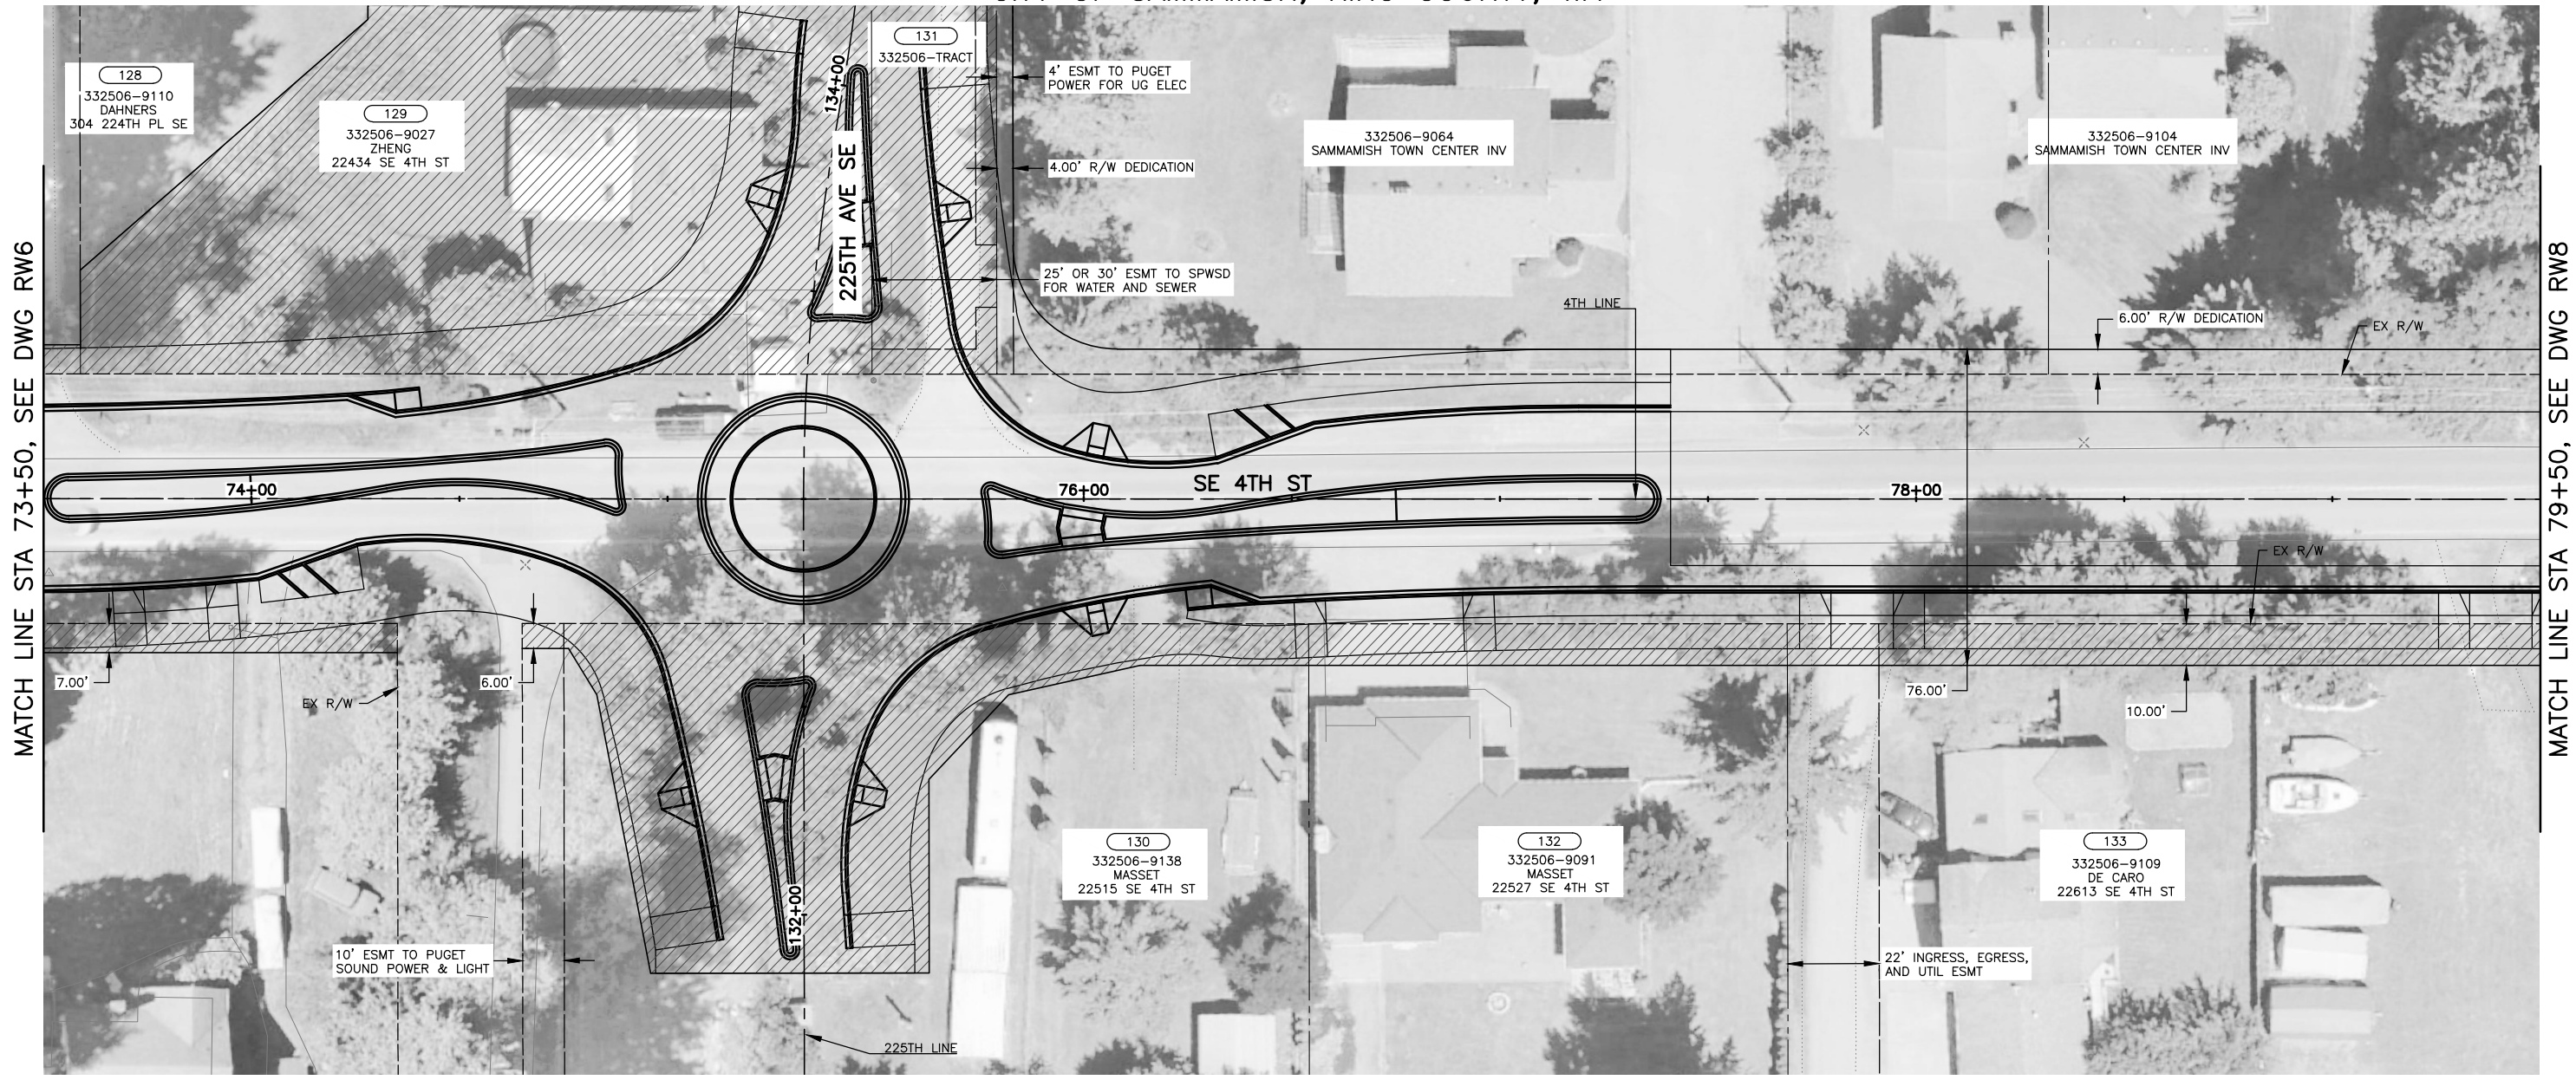 128
332506-9110
DAHNERS
304 224TH PL SE
129
332506-9027
ZHENG
22434 SE 4TH ST
134+00
225TH AVE SE
131
332506-TRACT
4' ESMT TO PUGET
POWER FOR UG ELEC
4.00' R/W DEDICATION
25' OR 30' ESMT TO SPWSD
FOR WATER AND SEWER
332506-9064
SAMMAMISH TOWN CENTER INV
332506-9104
SAMMAMISH TOWN CENTER INV
4TH LINE
6.00' R/W DEDICATION
EX R/W
MATCH LINE STA 73+50, SEE DWG RW6
MATCH LINE STA 79+50, SEE DWG RW8
74+00
76+00
SE 4TH ST
78+00
EX R/W
7.00'
EX R/W
6.00'
76.00'
10.00'
130
332506-9138
MASSET
22515 SE 4TH ST
132
332506-9091
MASSET
22527 SE 4TH ST
133
332506-9109
DE CARO
22613 SE 4TH ST
132+00
10' ESMT TO PUGET
SOUND POWER & LIGHT
22' INGRESS, EGRESS,
AND UTIL ESMT
225TH LINE